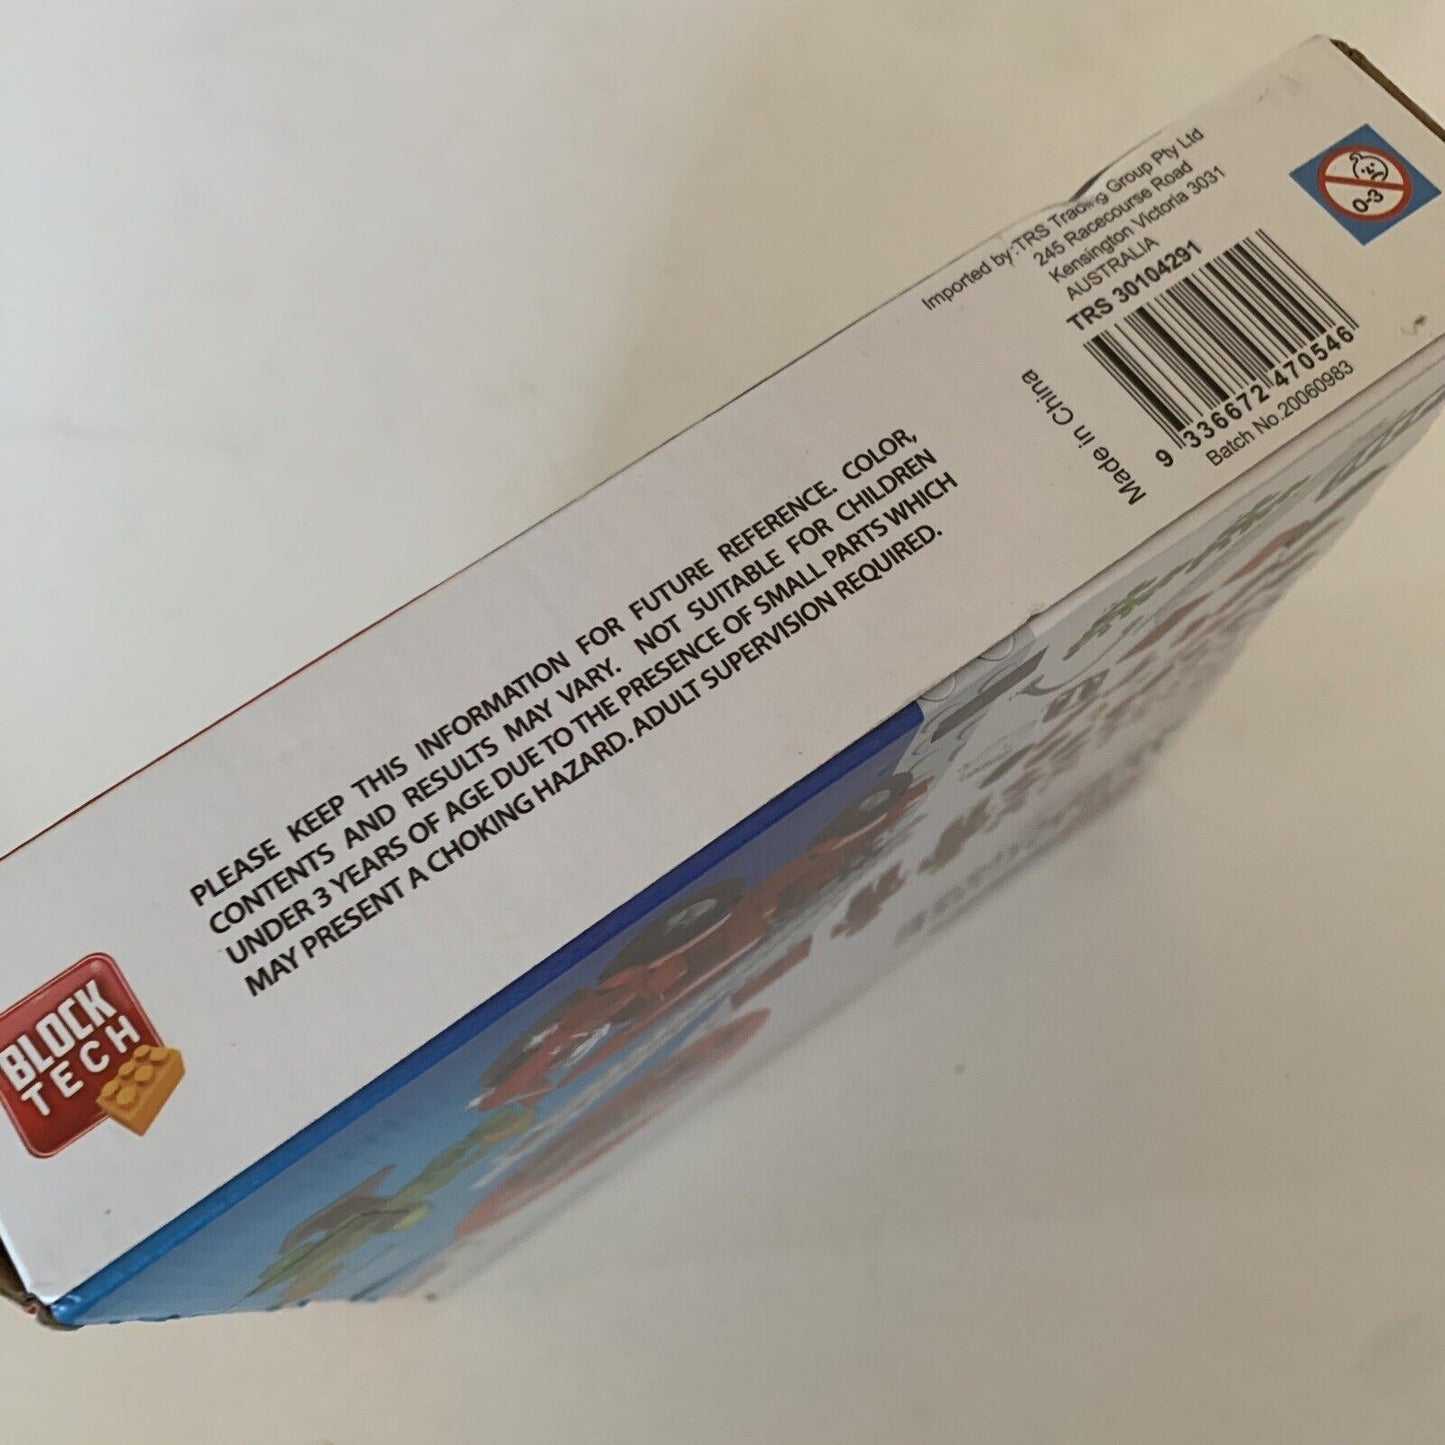 BLOCK
TECH
PLEASE KEEP THIS INFORMATION FOR FUTURE REFERENCE. COLOR,
CONTENTS AND RESULTS MAY VARY. NOT SUITABLE FOR CHILDREN
UNDER 3 YEARS OF AGE DUE TO THE PRESENCE OF SMALL PARTS WHICH
MAY PRESENT A CHOKING HAZARD. ADULT SUPERVISION REQUIRED.
Made in China
Imported by:TRS Trading Group Pty Ltd
245 Racecourse Road
Kensington Victoria 3031
AUSTRALIA
TRS 30104291
9 336672 470546
Batch No.20060983
0-3